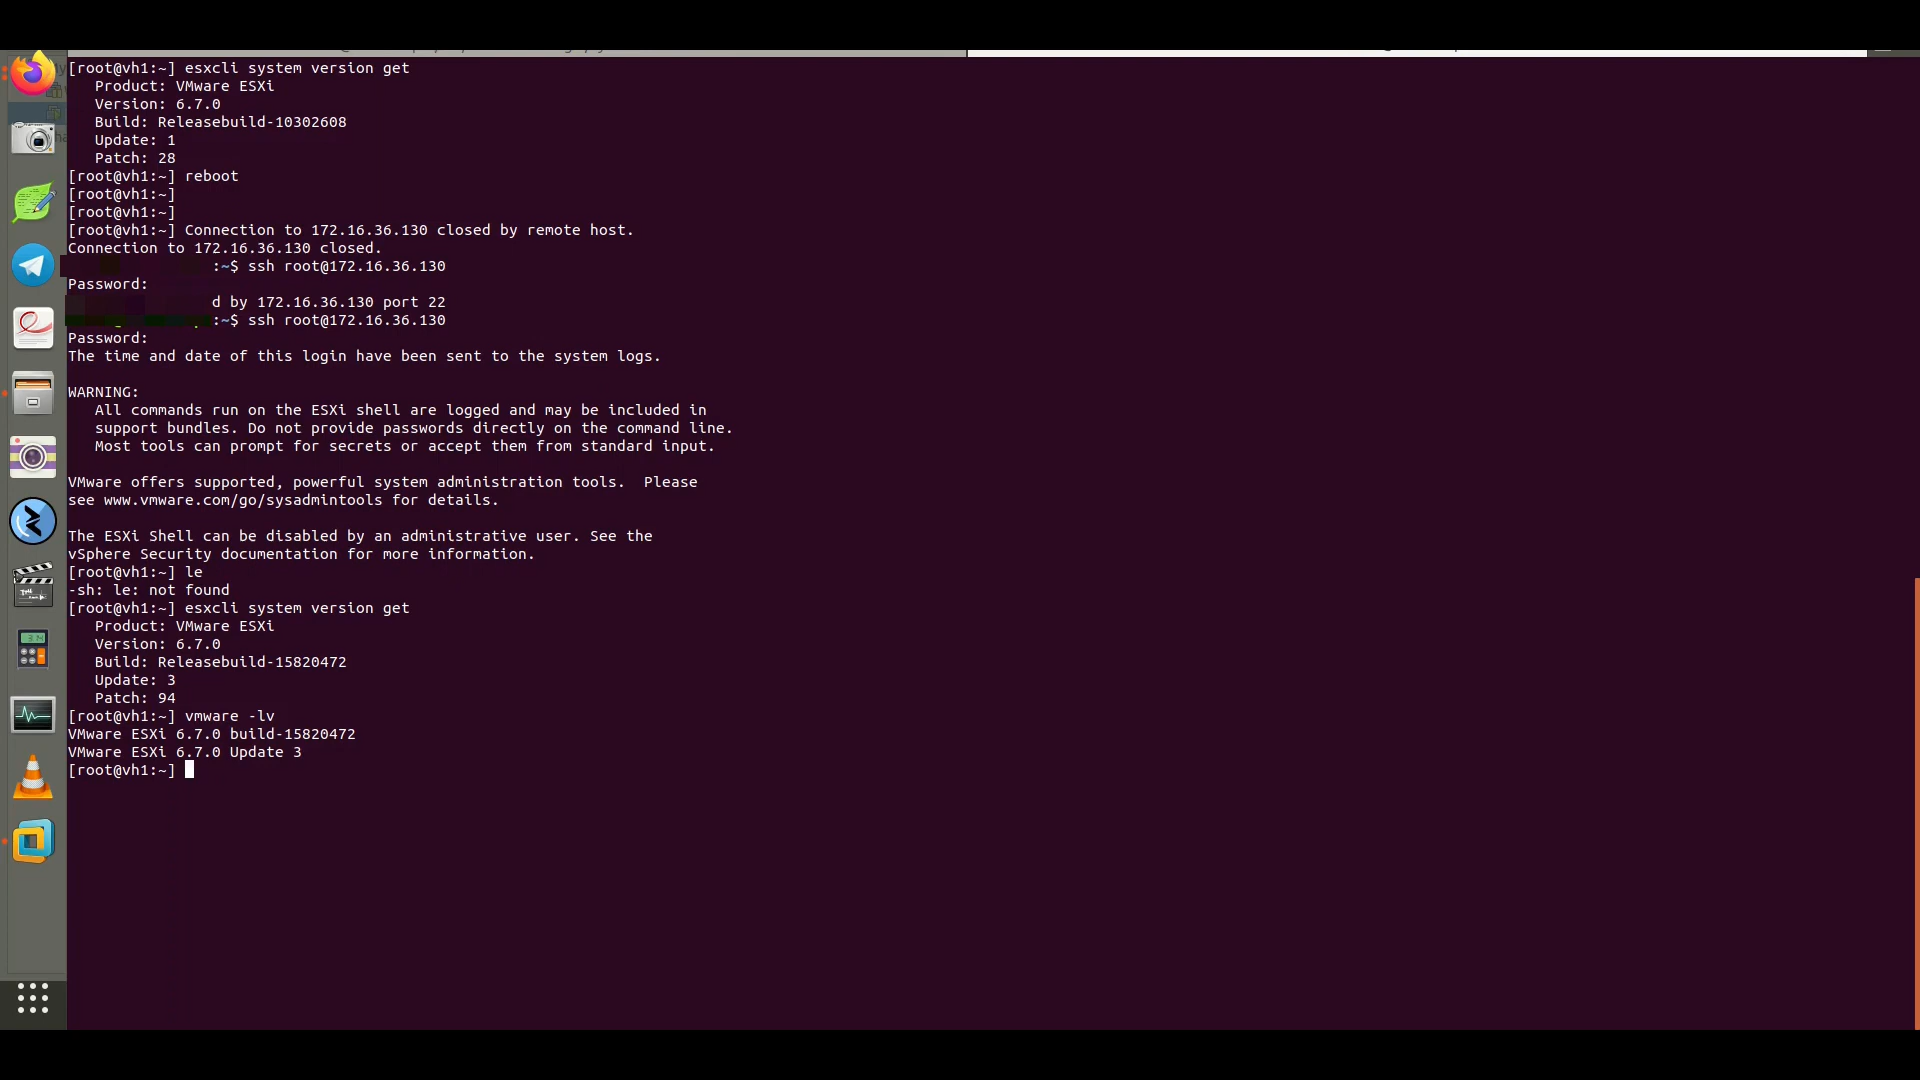 [root@vh1:~] esxcli system version get
   Product: VMware ESXi
   Version: 6.7.0
   Build: Releasebuild-10302608
   Update: 1
   Patch: 28
[root@vh1:~] reboot
[root@vh1:~]
[root@vh1:~]
[root@vh1:~] Connection to 172.16.36.130 closed by remote host.
Connection to 172.16.36.130 closed.
:~$ ssh root@172.16.36.130
Password:
d by 172.16.36.130 port 22
:~$ ssh root@172.16.36.130
Password:
The time and date of this login have been sent to the system logs.

WARNING:
   All commands run on the ESXi shell are logged and may be included in
   support bundles. Do not provide passwords directly on the command line.
   Most tools can prompt for secrets or accept them from standard input.

VMware offers supported, powerful system administration tools.  Please
see www.vmware.com/go/sysadmintools for details.

The ESXi Shell can be disabled by an administrative user. See the
vSphere Security documentation for more information.
[root@vh1:~] le
-sh: le: not found
[root@vh1:~] esxcli system version get
   Product: VMware ESXi
   Version: 6.7.0
   Build: Releasebuild-15820472
   Update: 3
   Patch: 94
[root@vh1:~] vmware -lv
VMware ESXi 6.7.0 build-15820472
VMware ESXi 6.7.0 Update 3
[root@vh1:~]